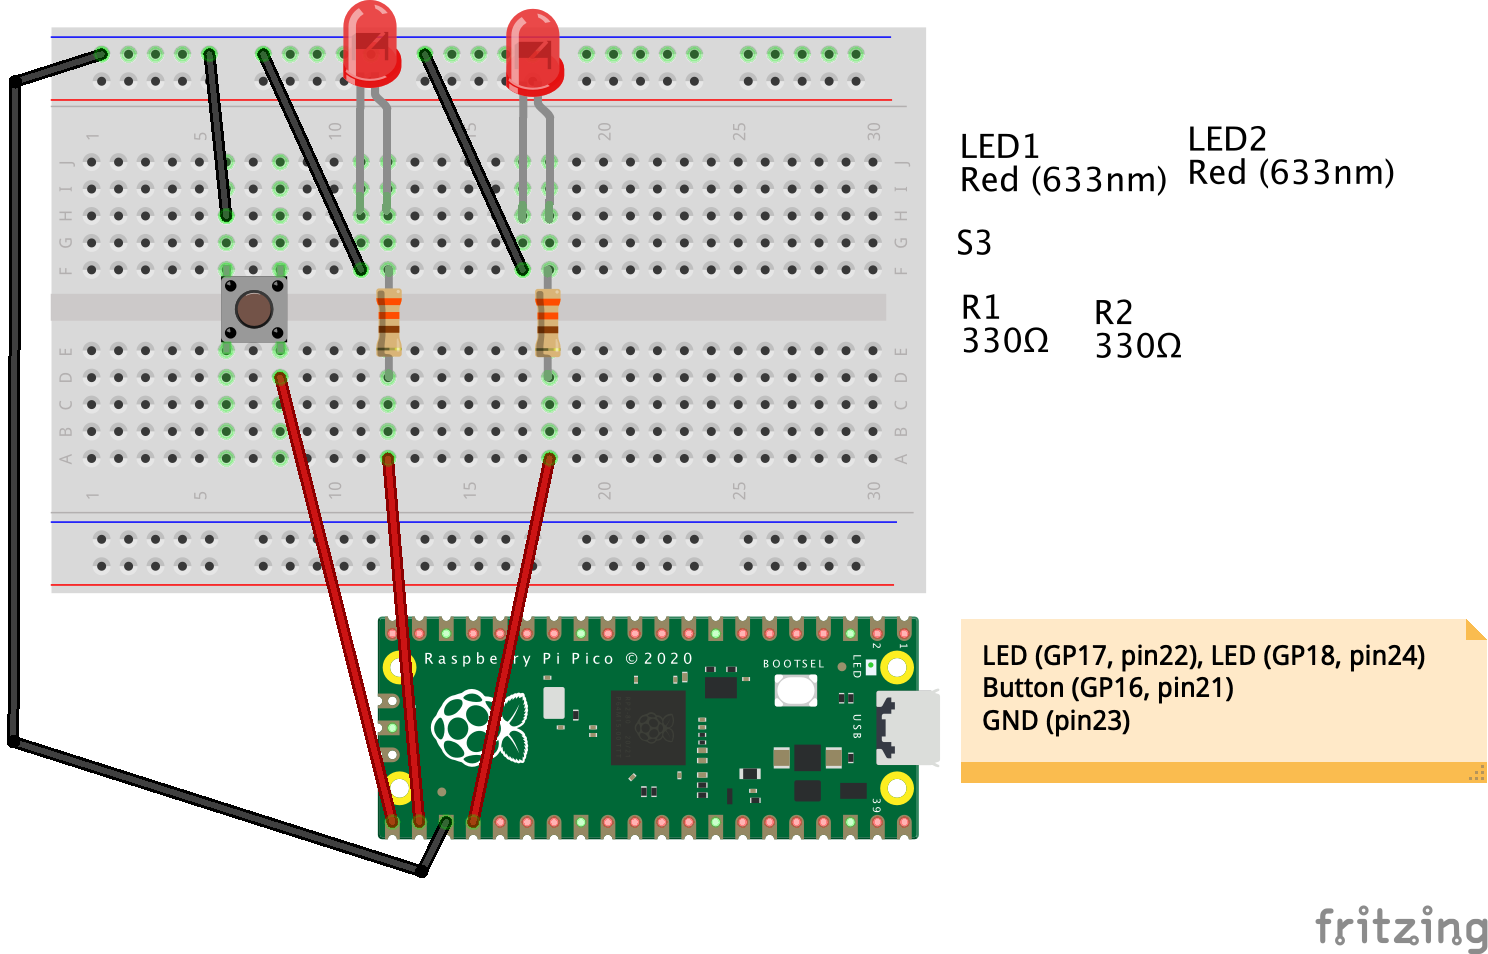 1 5 10 15 20 25 30
J J
I I
H H
G G
F F
E E
D D
C C
B B
A A
1 5 10 15 20 25 30
LED1
Red (633nm)
LED2
Red (633nm)
S3
R1
330Ω
R2
330Ω
Raspberry Pi Pico ©2020
BOOTSEL
LED
2
1
USB
39
LED (GP17, pin22), LED (GP18, pin24)
Button (GP16, pin21)
GND (pin23)
fritzing